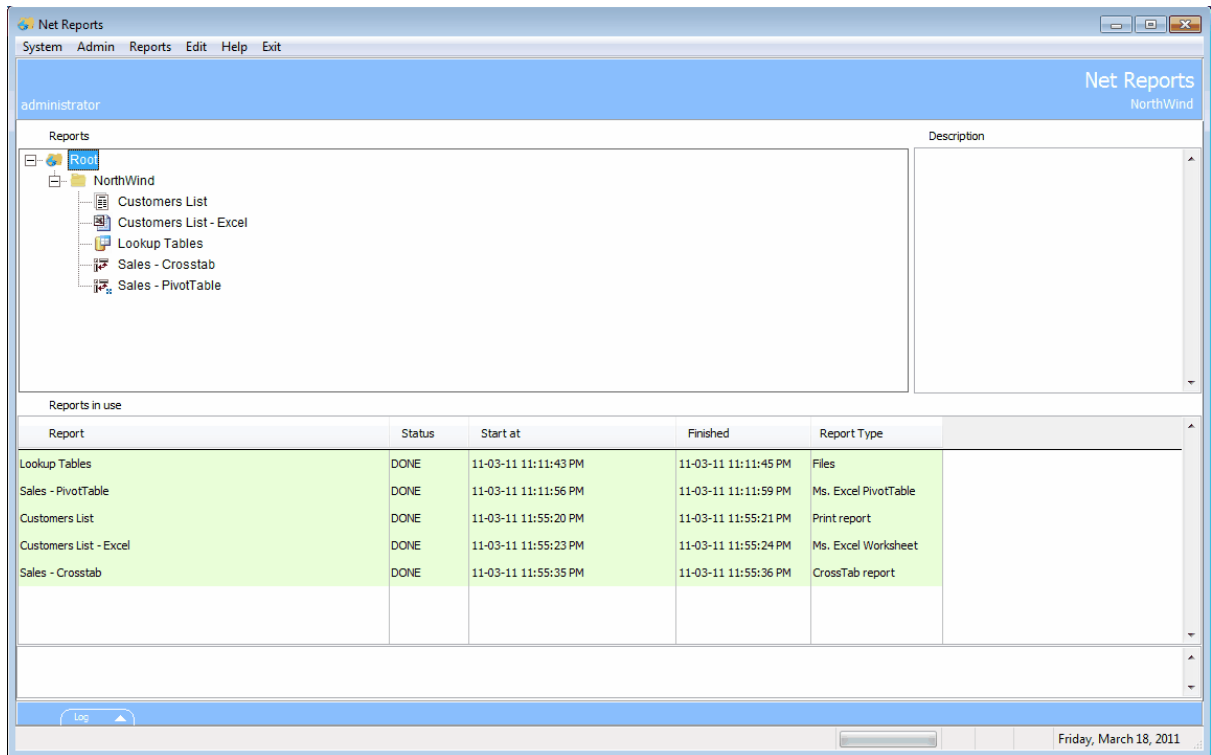 Net Reports
System Admin Reports Edit Help Exit
Net Reports
administrator NorthWind
Reports Description
Root
NorthWind
Customers List
Customers List - Excel
Lookup Tables
Sales - Crosstab
Sales - PivotTable
Reports in use
Report Status Start at Finished Report Type
Lookup Tables DONE 11-03-11 11:11:43 PM 11-03-11 11:11:45 PM Files
Sales - PivotTable DONE 11-03-11 11:11:56 PM 11-03-11 11:11:59 PM Ms. Excel PivotTable
Customers List DONE 11-03-11 11:55:20 PM 11-03-11 11:55:21 PM Print report
Customers List - Excel DONE 11-03-11 11:55:23 PM 11-03-11 11:55:24 PM Ms. Excel Worksheet
Sales - Crosstab DONE 11-03-11 11:55:35 PM 11-03-11 11:55:36 PM CrossTab report
Log
Friday, March 18, 2011